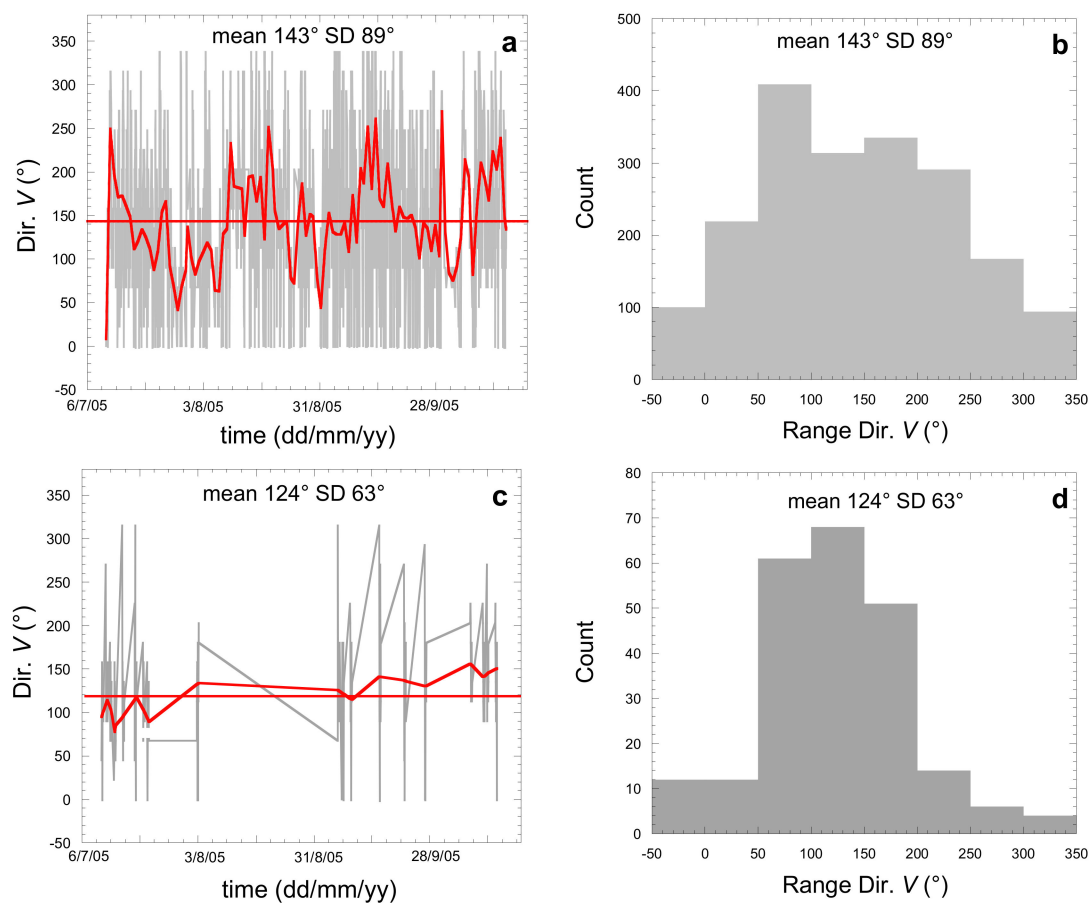 mean 143° SD 89°
a
350
300
250
200
150
100
50
0
-50
Dir. V (°)
6/7/05 3/8/05 31/8/05 28/9/05
time (dd/mm/yy)
mean 143° SD 89°
b
500
400
300
200
100
0
Count
-50 0 50 100 150 200 250 300 350
Range Dir. V (°)
mean 124° SD 63°
c
350
300
250
200
150
100
50
0
-50
Dir. V (°)
6/7/05 3/8/05 31/8/05 28/9/05
time (dd/mm/yy)
mean 124° SD 63°
d
80
70
60
50
40
30
20
10
0
Count
-50 0 50 100 150 200 250 300 350
Range Dir. V (°)